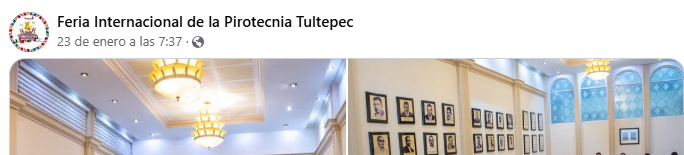 Feria Internacional de la Pirotecnia Tultepec
23 de enero a las 7:37 ·